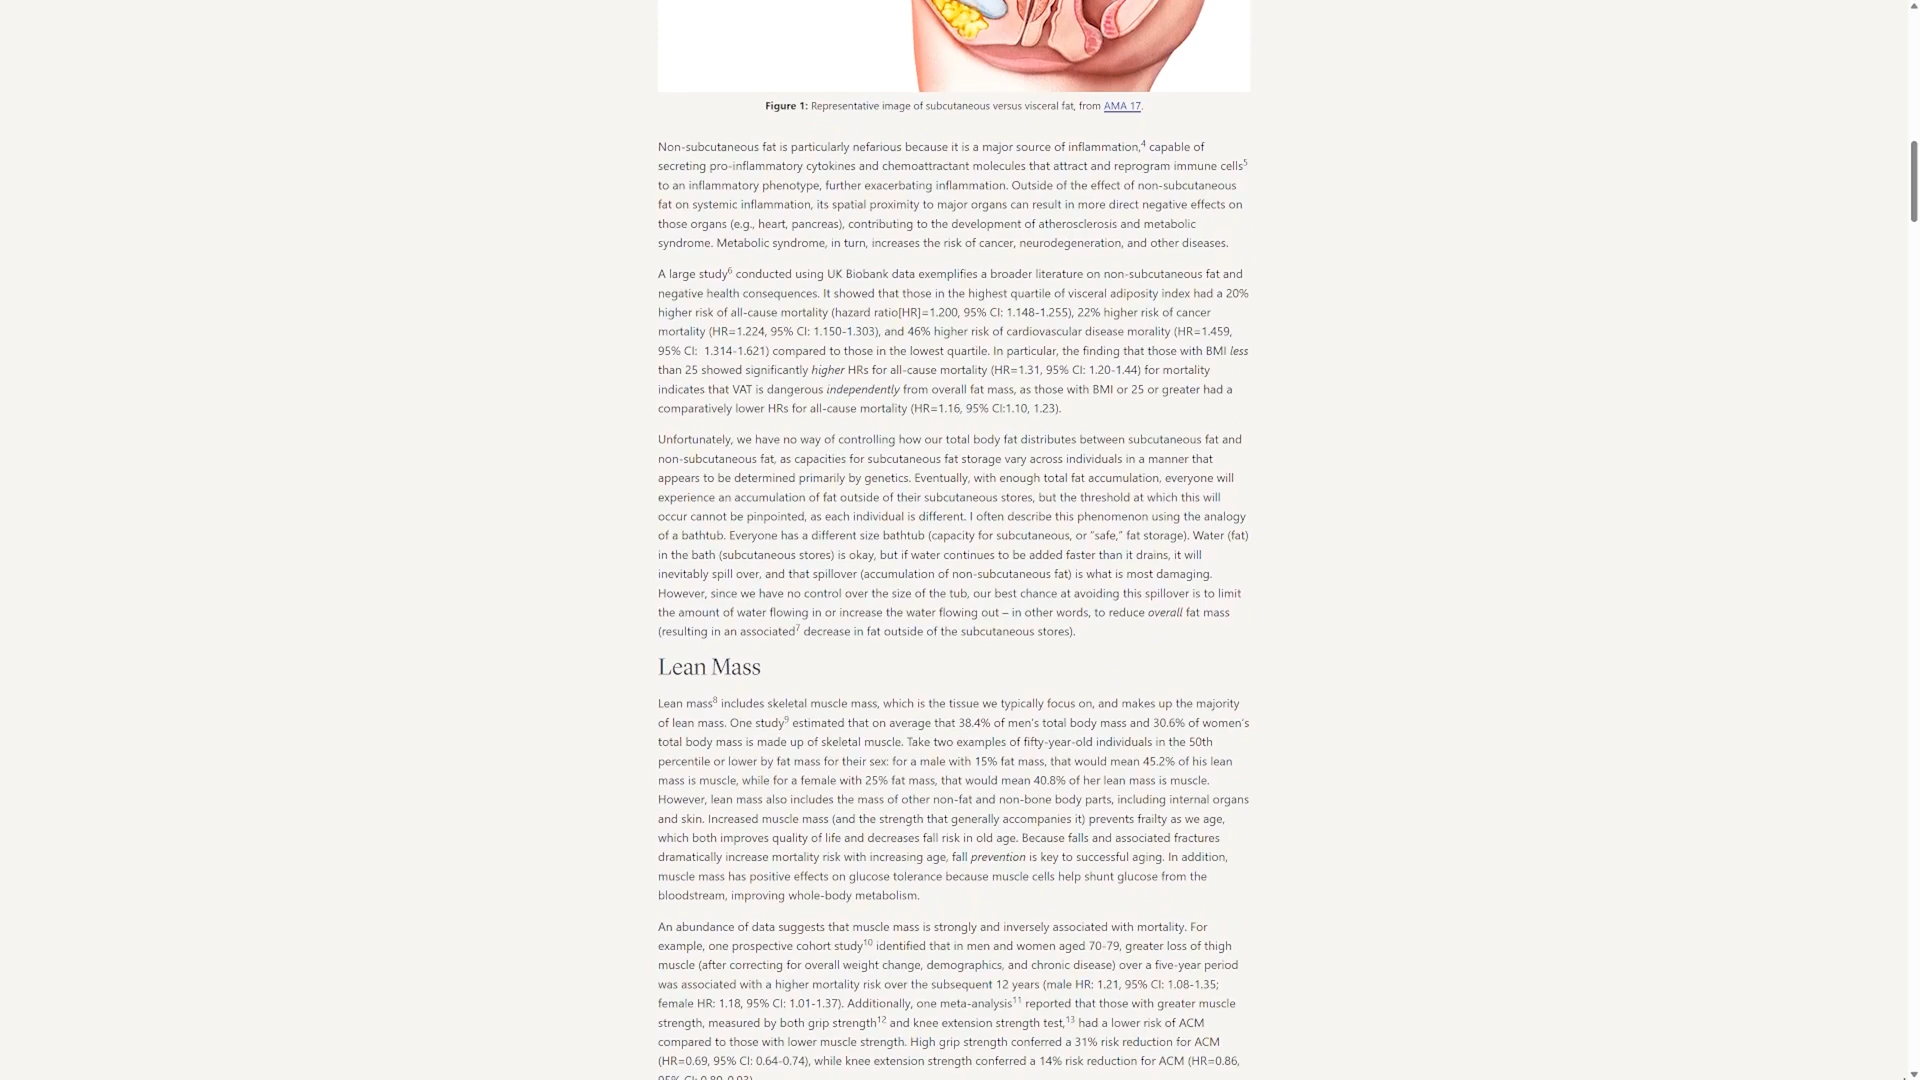 Figure 1: Representative image of subcutaneous versus visceral fat, from AMA 17.
Non-subcutaneous fat is particularly nefarious because it is a major source of inflammation,4 capable of
secreting pro-inflammatory cytokines and chemoattractant molecules that attract and reprogram immune cells5
to an inflammatory phenotype, further exacerbating inflammation. Outside of the effect of non-subcutaneous
fat on systemic inflammation, its spatial proximity to major organs can result in more direct negative effects on
those organs (e.g., heart, pancreas), contributing to the development of atherosclerosis and metabolic
syndrome. Metabolic syndrome, in turn, increases the risk of cancer, neurodegeneration, and other diseases.
A large study6 conducted using UK Biobank data exemplifies a broader literature on non-subcutaneous fat and
negative health consequences. It showed that those in the highest quartile of visceral adiposity index had a 20%
higher risk of all-cause mortality (hazard ratio[HR]=1.200, 95% CI: 1.148-1.255), 22% higher risk of cancer
mortality (HR=1.224, 95% CI: 1.150-1.303), and 46% higher risk of cardiovascular disease morality (HR=1.459,
95% CI:  1.314-1.621) compared to those in the lowest quartile. In particular, the finding that those with BMI less
than 25 showed significantly higher HRs for all-cause mortality (HR=1.31, 95% CI: 1.20-1.44) for mortality
indicates that VAT is dangerous independently from overall fat mass, as those with BMI or 25 or greater had a
comparatively lower HRs for all-cause mortality (HR=1.16, 95% CI:1.10, 1.23).
Unfortunately, we have no way of controlling how our total body fat distributes between subcutaneous fat and
non-subcutaneous fat, as capacities for subcutaneous fat storage vary across individuals in a manner that
appears to be determined primarily by genetics. Eventually, with enough total fat accumulation, everyone will
experience an accumulation of fat outside of their subcutaneous stores, but the threshold at which this will
occur cannot be pinpointed, as each individual is different. I often describe this phenomenon using the analogy
of a bathtub. Everyone has a different size bathtub (capacity for subcutaneous, or “safe,” fat storage). Water (fat)
in the bath (subcutaneous stores) is okay, but if water continues to be added faster than it drains, it will
inevitably spill over, and that spillover (accumulation of non-subcutaneous fat) is what is most damaging.
However, since we have no control over the size of the tub, our best chance at avoiding this spillover is to limit
the amount of water flowing in or increase the water flowing out – in other words, to reduce overall fat mass
(resulting in an associated7 decrease in fat outside of the subcutaneous stores).
Lean Mass
Lean mass8 includes skeletal muscle mass, which is the tissue we typically focus on, and makes up the majority
of lean mass. One study9 estimated that on average that 38.4% of men’s total body mass and 30.6% of women’s
total body mass is made up of skeletal muscle. Take two examples of fifty-year-old individuals in the 50th
percentile or lower by fat mass for their sex: for a male with 15% fat mass, that would mean 45.2% of his lean
mass is muscle, while for a female with 25% fat mass, that would mean 40.8% of her lean mass is muscle.
However, lean mass also includes the mass of other non-fat and non-bone body parts, including internal organs
and skin. Increased muscle mass (and the strength that generally accompanies it) prevents frailty as we age,
which both improves quality of life and decreases fall risk in old age. Because falls and associated fractures
dramatically increase mortality risk with increasing age, fall prevention is key to successful aging. In addition,
muscle mass has positive effects on glucose tolerance because muscle cells help shunt glucose from the
bloodstream, improving whole-body metabolism.
An abundance of data suggests that muscle mass is strongly and inversely associated with mortality. For
example, one prospective cohort study10 identified that in men and women aged 70-79, greater loss of thigh
muscle (after correcting for overall weight change, demographics, and chronic disease) over a five-year period
was associated with a higher mortality risk over the subsequent 12 years (male HR: 1.21, 95% CI: 1.08-1.35;
female HR: 1.18, 95% CI: 1.01-1.37). Additionally, one meta-analysis11 reported that those with greater muscle
strength, measured by both grip strength12 and knee extension strength test,13 had a lower risk of ACM
compared to those with lower muscle strength. High grip strength conferred a 31% risk reduction for ACM
(HR=0.69, 95% CI: 0.64-0.74), while knee extension strength conferred a 14% risk reduction for ACM (HR=0.86,